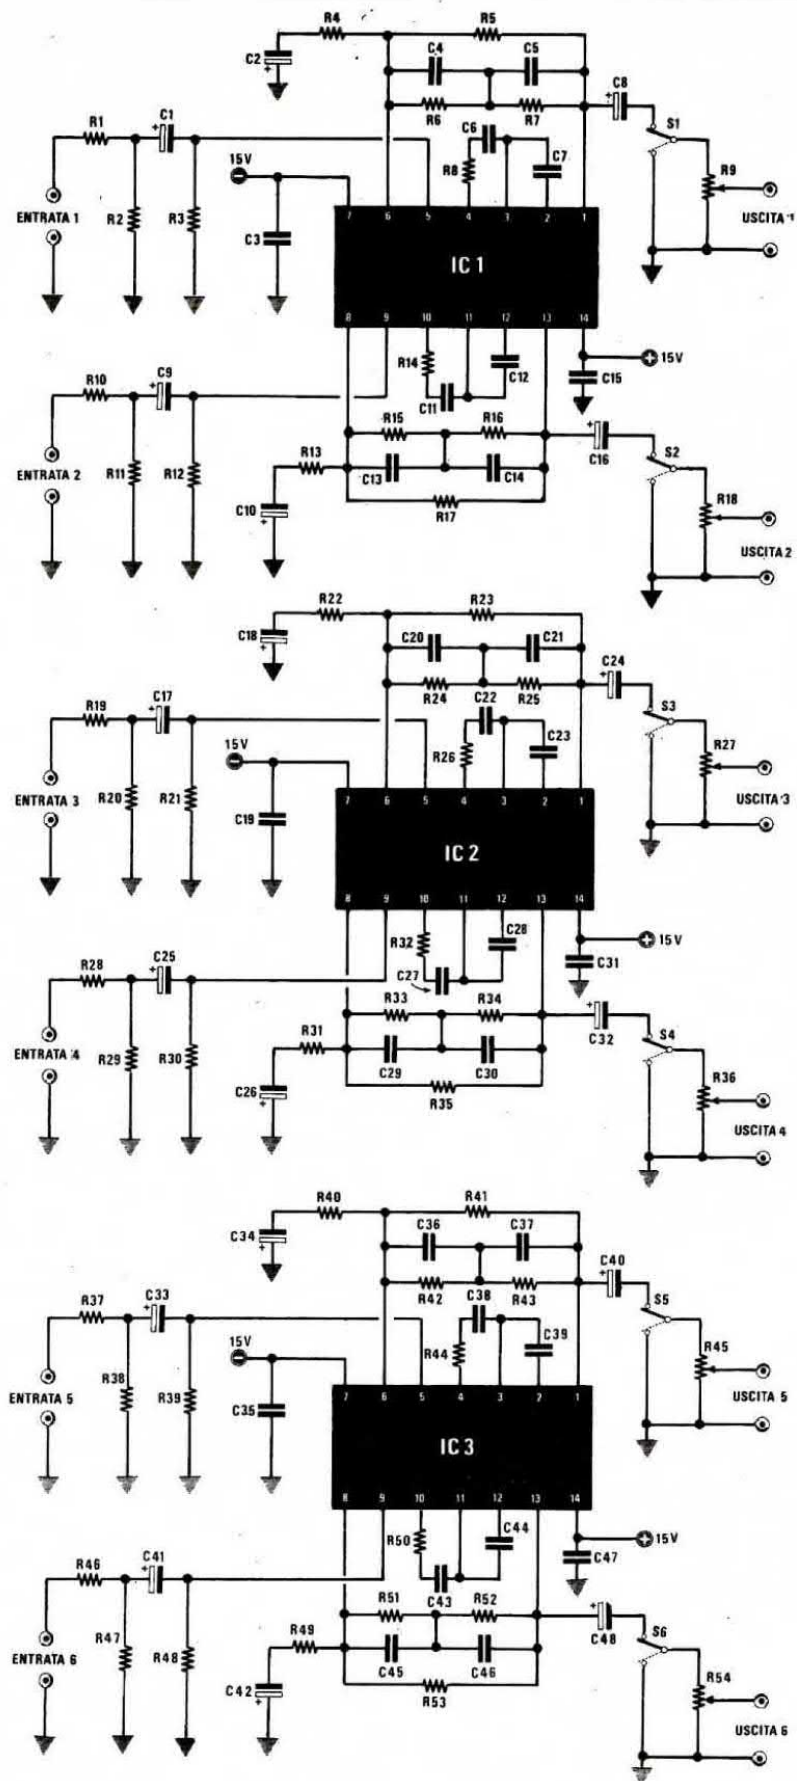 R4 R5
C2 C4 C5
C8
R6 R7
R1 C1 C6 S1
15V R8 C7 R9
ENTRATA 1 R2 R3 USCITA 1
7 6 5 4 3 2 1
C3
IC 1
8 9 10 11 12 13 14
R14 C12 15V
R10 C9 C15
C11
R15 R16
R13 C16 S2
ENTRATA 2 R11 R12 C13 C14
C10 R17 R18
USCITA 2
R22 R23
C18 C20 C21
C24
R24 R25
R19 C17 C22 S3
15V R26 C23 R27
ENTRATA 3 R20 R21 USCITA 3
7 6 5 4 3 2 1
C19
IC 2
8 9 10 11 12 13 14
R32 C28 15V
R28 C25 C31
C27
R33 R34
R31 C32 S4
ENTRATA 4 R29 R30 C29 C30
C26 R35 R36
USCITA 4
R40 R41
C34 C36 C37
C40
R42 R43
R37 C33 C38 S5
15V R44 C39 R45
ENTRATA 5 R38 R39 USCITA 5
7 6 5 4 3 2 1
C35
IC 3
8 9 10 11 12 13 14
R50 C44 15V
R46 C41 C47
C43
R51 R52
R49 C48 S6
ENTRATA 6 R47 R48 C45 C46
C42 R53 R54
USCITA 6